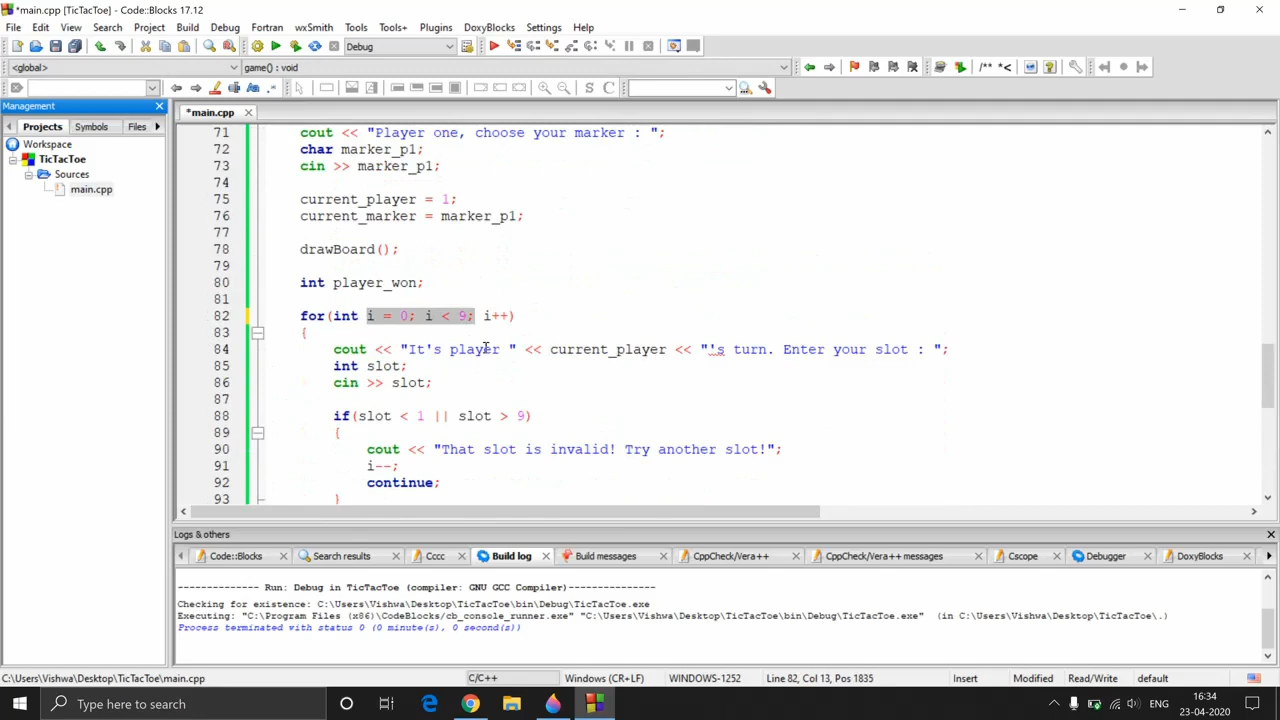 *main.cpp [TicTacToe] - Code::Blocks 17.12
File Edit View Search Project Build Debug Fortran wxSmith Tools Tools+ Plugins DoxyBlocks Settings Help
Debug
<global> game() : void
/** *<
S C
Management
*main.cpp
Projects Symbols Files
Workspace
TicTacToe
Sources
main.cpp
71 cout << "Player one, choose your marker : ";
72 char marker_p1;
73 cin >> marker_p1;
74
75 current_player = 1;
76 current_marker = marker_p1;
77
78 drawBoard();
79
80 int player_won;
81
82 for(int i = 0; i < 9; i++)
83 {
84 cout << "It's player " << current_player << "'s turn. Enter your slot : ";
85 int slot;
86 cin >> slot;
87
88 if(slot < 1 || slot > 9)
89 {
90 cout << "That slot is invalid! Try another slot!";
91 i--;
92 continue;
93 }
Logs & others
Code::Blocks Search results Cccc Build log Build messages CppCheck/Vera++ CppCheck/Vera++ messages Cscope Debugger DoxyBlocks
-------------- Run: Debug in TicTacToe (compiler: GNU GCC Compiler)---------------
Checking for existence: C:\Users\Vishwa\Desktop\TicTacToe\bin\Debug\TicTacToe.exe
Executing: "C:\Program Files (x86)\CodeBlocks/cb_console_runner.exe" "C:\Users\Vishwa\Desktop\TicTacToe\bin\Debug\TicTacToe.exe" (in C:\Users\Vishwa\Desktop\TicTacToe\.)
Process terminated with status 0 (0 minute(s), 0 second(s))
C:\Users\Vishwa\Desktop\TicTacToe\main.cpp C/C++ Windows (CR+LF) WINDOWS-1252 Line 82, Col 13, Pos 1835 Insert Modified Read/Write default
Type here to search
ENG
16:34
23-04-2020